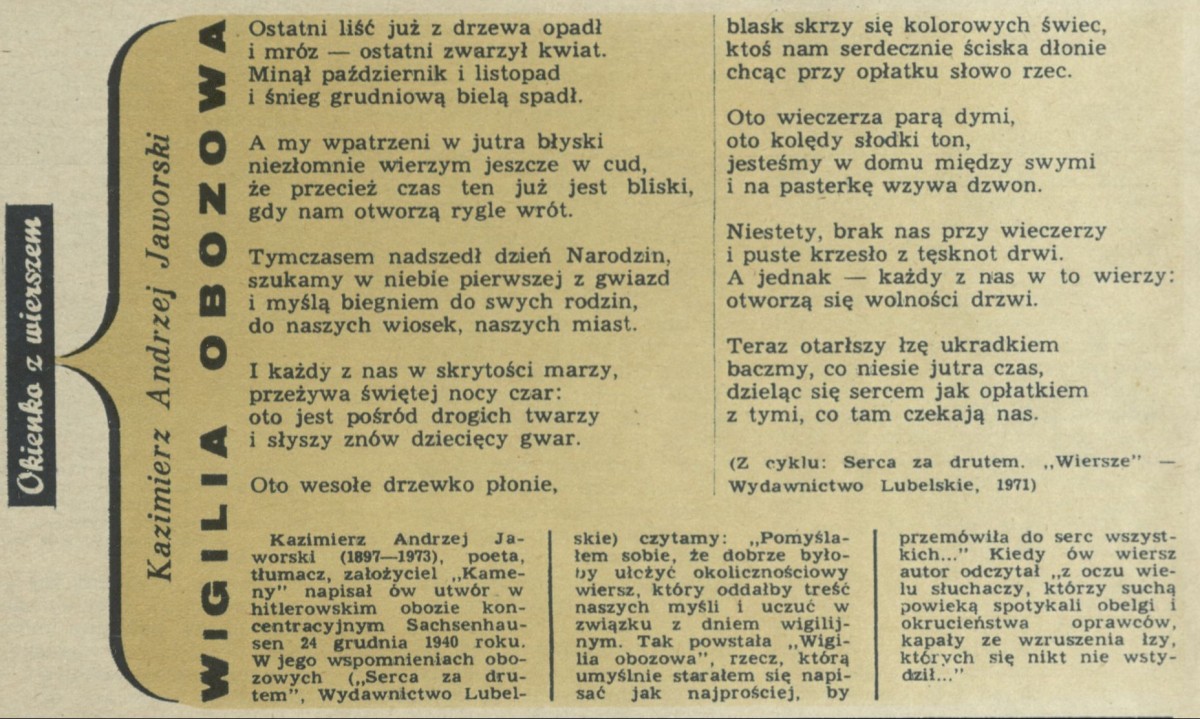 Okienko z wierszem
Kazimierz Andrzej Jaworski
WIGILIA OBOZOWA
Ostatni liść już z drzewa opadł
i mróz — ostatni zwarzył kwiat.
Minął październik i listopad
i śnieg grudniową bielą spadł.
A my wpatrzeni w jutra błyski
niezłomnie wierzym jeszcze w cud,
że przecież czas ten już jest bliski,
gdy nam otworzą rygle wrót.
Tymczasem nadszedł dzień Narodzin,
szukamy w niebie pierwszej z gwiazd
i myślą biegniem do swych rodzin,
do naszych wiosek, naszych miast.
I każdy z nas w skrytości marzy,
przeżywa świętej nocy czar:
oto jest pośród drogich twarzy
i słyszy znów dziecięcy gwar.
Oto wesołe drzewko płonie,
blask skrzy się kolorowych świec,
ktoś nam serdecznię ściska dłonie
chcąc przy opłatku słowo rzec.
Oto wieczerza parą dymi,
oto kolędy słodki ton,
jesteśmy w domu między swymi
i na pasterkę wzywa dzwon.
Niestety, brak nas przy wieczerzy
i puste krzesło z tęsknot drwi.
A jednak — każdy z nas w to wierzy:
otworzą się wolności drzwi.
Teraz otarłszy łzę ukradkiem
baczmy, co niesie jutra czas,
dzieląc się sercem jak opłatkiem
z tymi, co tam czekają nas.
(Z cyklu: Serca za drutem. „Wiersze" —
Wydawnictwo Lubelskie, 1971)
Kazimierz Andrzej Ja-
worski (1897—1973), poeta,
tłumacz, założyciel „Kame-
ny" napisał ów utwór w
hitlerowskim obozie kon-
centracyjnym Sachsenhau-
sen 24 grudnia 1940 roku.
W jego wspomnieniach obo-
zowych („Serca za dru-
tem", Wydawnictwo Lubel-
skie) czytamy: „Pomyśla-
łem sobie, że dobrze było-
by ułożyć okolicznościowy
wiersz, który oddałby treść
naszych myśli i uczuć w
związku z dniem wigilij-
nym. Tak powstała „Wigi-
lia obozowa", rzecz, którą
umyślnie starałem się napi-
sać jak najprościej, by
przemówiła do serc wszyst-
kich..." Kiedy ów wiersz
autor odczytał „z oczu wie-
lu słuchaczy, którzy suchą
powieką spotykali obelgi i
okrucieństwa oprawców,
kapały ze wzruszenia łzy,
których się nikt nie wsty-
dził..."